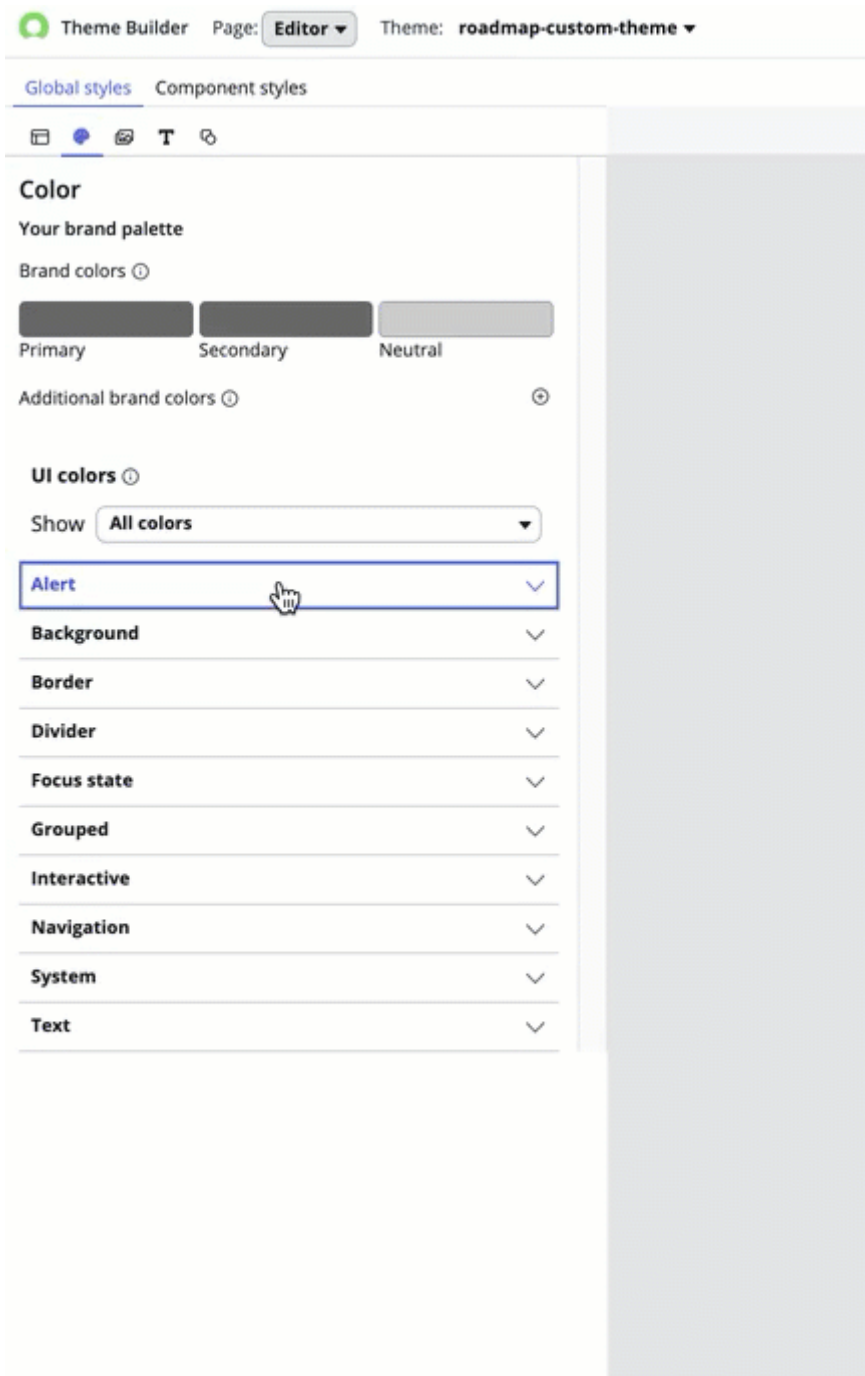 Theme Builder Page: Editor Theme: roadmap-custom-theme
Global styles Component styles
T
Color
Your brand palette
Brand colors
Primary Secondary Neutral
Additional brand colors
UI colors
Show All colors
Alert
Background
Border
Divider
Focus state
Grouped
Interactive
Navigation
System
Text